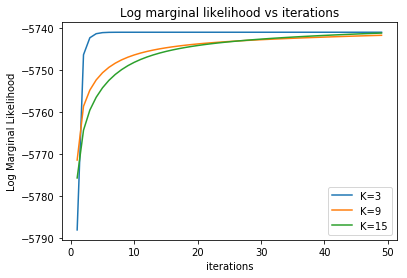 Log marginal likelihood vs iterations
Log Marginal Likelihood
−5740
−5750
−5760
−5770
−5780
−5790
0
10
20
30
40
50
iterations
K=3
K=9
K=15